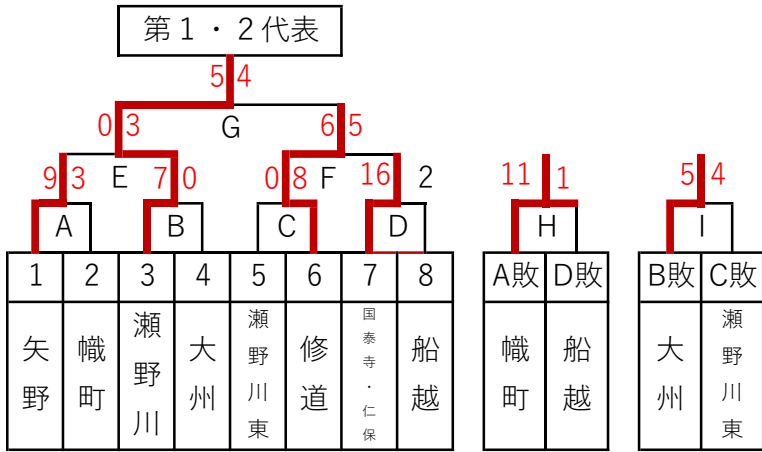 第１・２代表
5 4
0 3 G 6 5
9 3 E 7 0 0 8 F 16 2 11 1 5 4
A B C D H I
1 2 3 4 5 6 7 8 A敗 D敗 B敗 C敗
矢野
幟町
瀬野川
大州
瀬野川東
修道
国泰寺・仁保
船越
幟町
船越
大州
瀬野川東